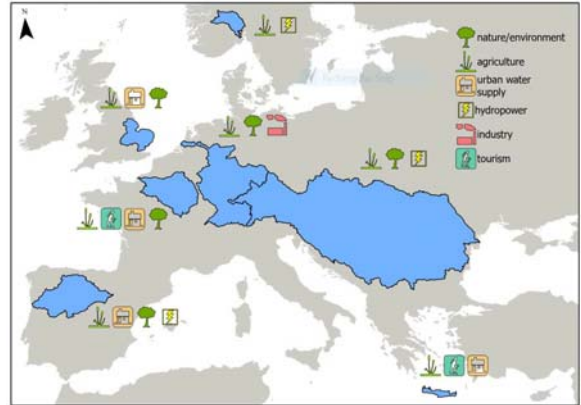 N
nature/environment
agriculture
urban water
supply
hydropower
industry
tourism